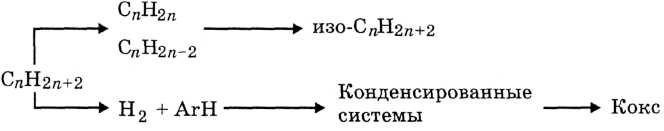 CₙH₂ₙ
CₙH₂ₙ₋₂ изо-CₙH₂ₙ₊₂
CₙH₂ₙ₊₂
H₂ + ArH Конденсированные системы Кокс